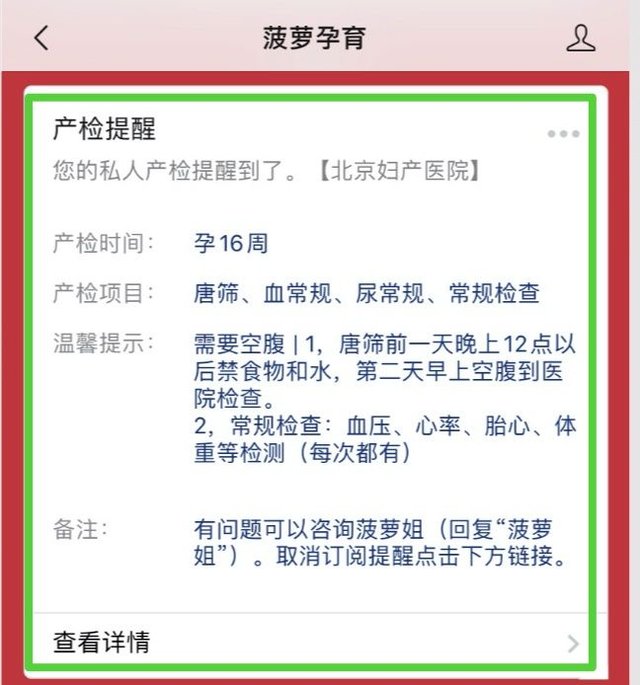 菠萝孕育
产检提醒
您的私人产检提醒到了。【北京妇产医院】
产检时间： 孕16周
产检项目： 唐筛、血常规、尿常规、常规检查
温馨提示： 需要空腹 | 1，唐筛前一天晚上12点以
后禁食物和水，第二天早上空腹到医
院检查。
2，常规检查：血压、心率、胎心、体
重等检测（每次都有）
备注： 有问题可以咨询菠萝姐（回复“菠萝
姐”）。取消订阅提醒点击下方链接。
查看详情